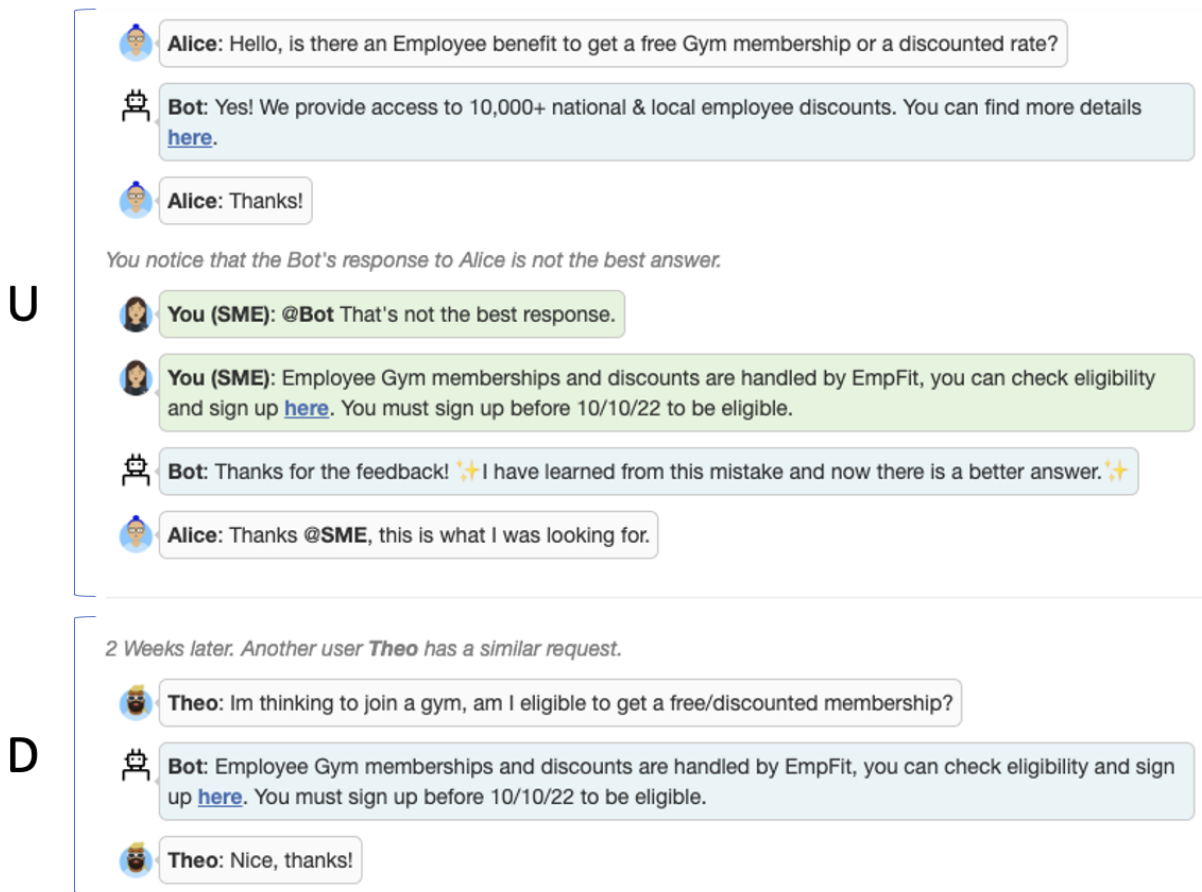 Alice: Hello, is there an Employee benefit to get a free Gym membership or a discounted rate?
Bot: Yes! We provide access to 10,000+ national & local employee discounts. You can find more details
here.
Alice: Thanks!
You notice that the Bot's response to Alice is not the best answer.
U
You (SME): @Bot That's not the best response.
You (SME): Employee Gym memberships and discounts are handled by EmpFit, you can check eligibility
and sign up here. You must sign up before 10/10/22 to be eligible.
Bot: Thanks for the feedback! ✨I have learned from this mistake and now there is a better answer.✨
Alice: Thanks @SME, this is what I was looking for.
2 Weeks later. Another user Theo has a similar request.
Theo: Im thinking to join a gym, am I eligible to get a free/discounted membership?
D
Bot: Employee Gym memberships and discounts are handled by EmpFit, you can check eligibility and sign
up here. You must sign up before 10/10/22 to be eligible.
Theo: Nice, thanks!